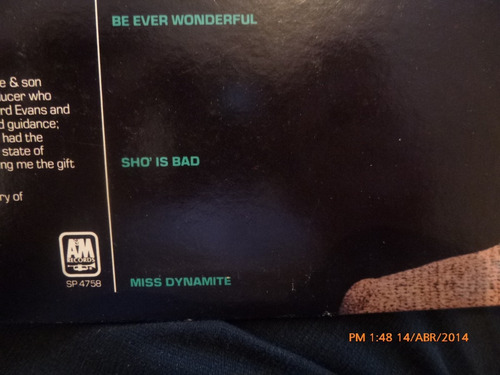 BE EVER WONDERFUL
e & son
ucer who
rd Evans and
d guidance;
had the
state of
ng me the gift
ry of
SHO' IS BAD
A&M
RECORDS
SP 4758
MISS DYNAMITE
PM 1:48 14/ABR/2014